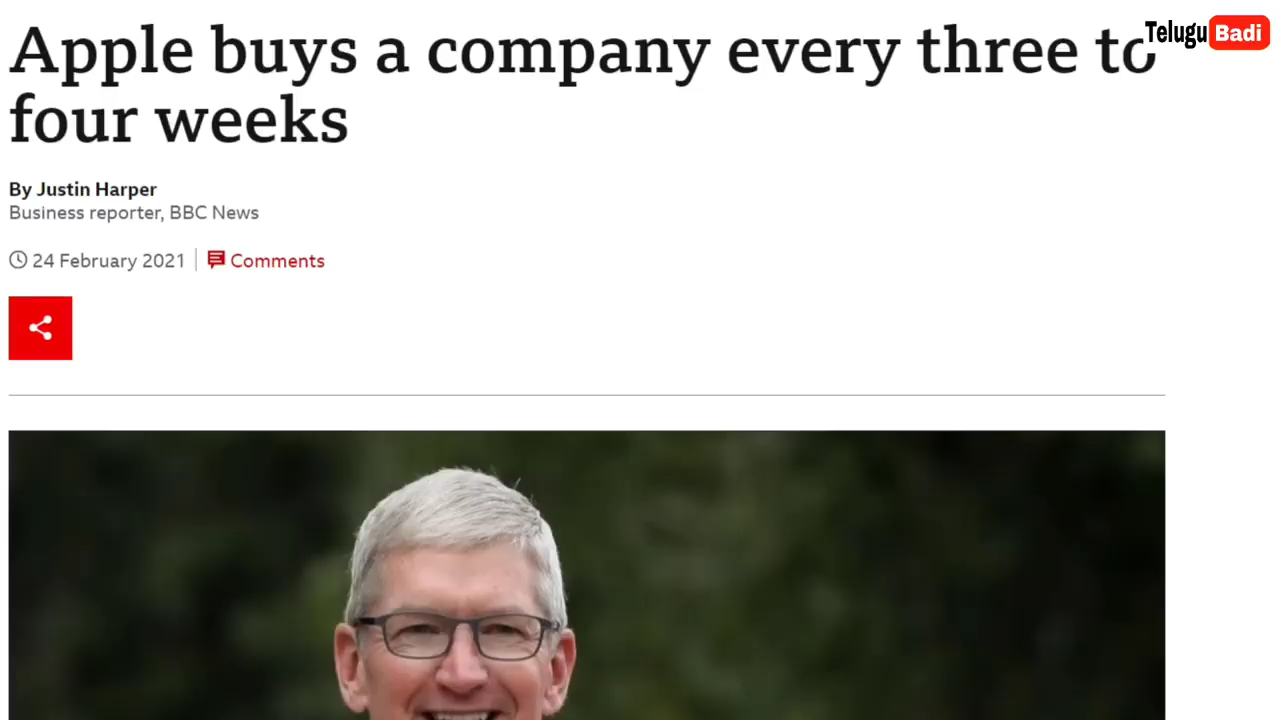 Apple buys a company every three to
four weeks
Telugu Badi
By Justin Harper
Business reporter, BBC News
24 February 2021
Comments